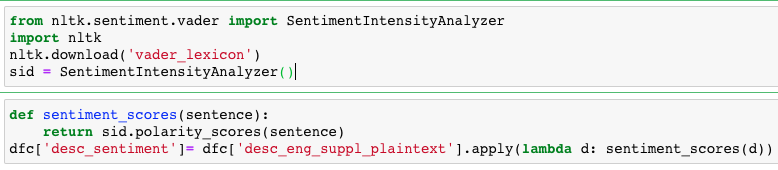 from nltk.sentiment.vader import SentimentIntensityAnalyzer
import nltk
nltk.download('vader_lexicon')
sid = SentimentIntensityAnalyzer()
def sentiment_scores(sentence):
    return sid.polarity_scores(sentence)
dfc['desc_sentiment']= dfc['desc_eng_suppl_plaintext'].apply(lambda d: sentiment_scores(d))